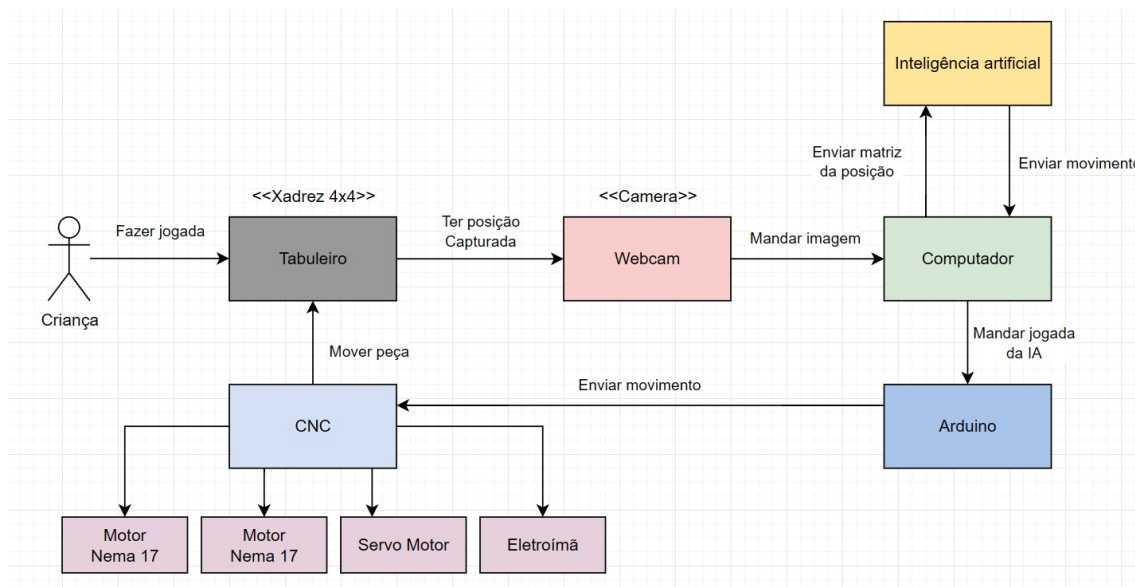 Inteligência artificial
Enviar matriz
da posição
Enviar movimento
<<Xadrez 4x4>>
<<Camera>>
Fazer jogada
Tabuleiro
Ter posição
Capturada
Webcam
Mandar imagem
Computador
Criança
Mover peça
Mandar jogada
da IA
Enviar movimento
CNC
Arduino
Motor
Nema 17
Motor
Nema 17
Servo Motor
Eletroímã